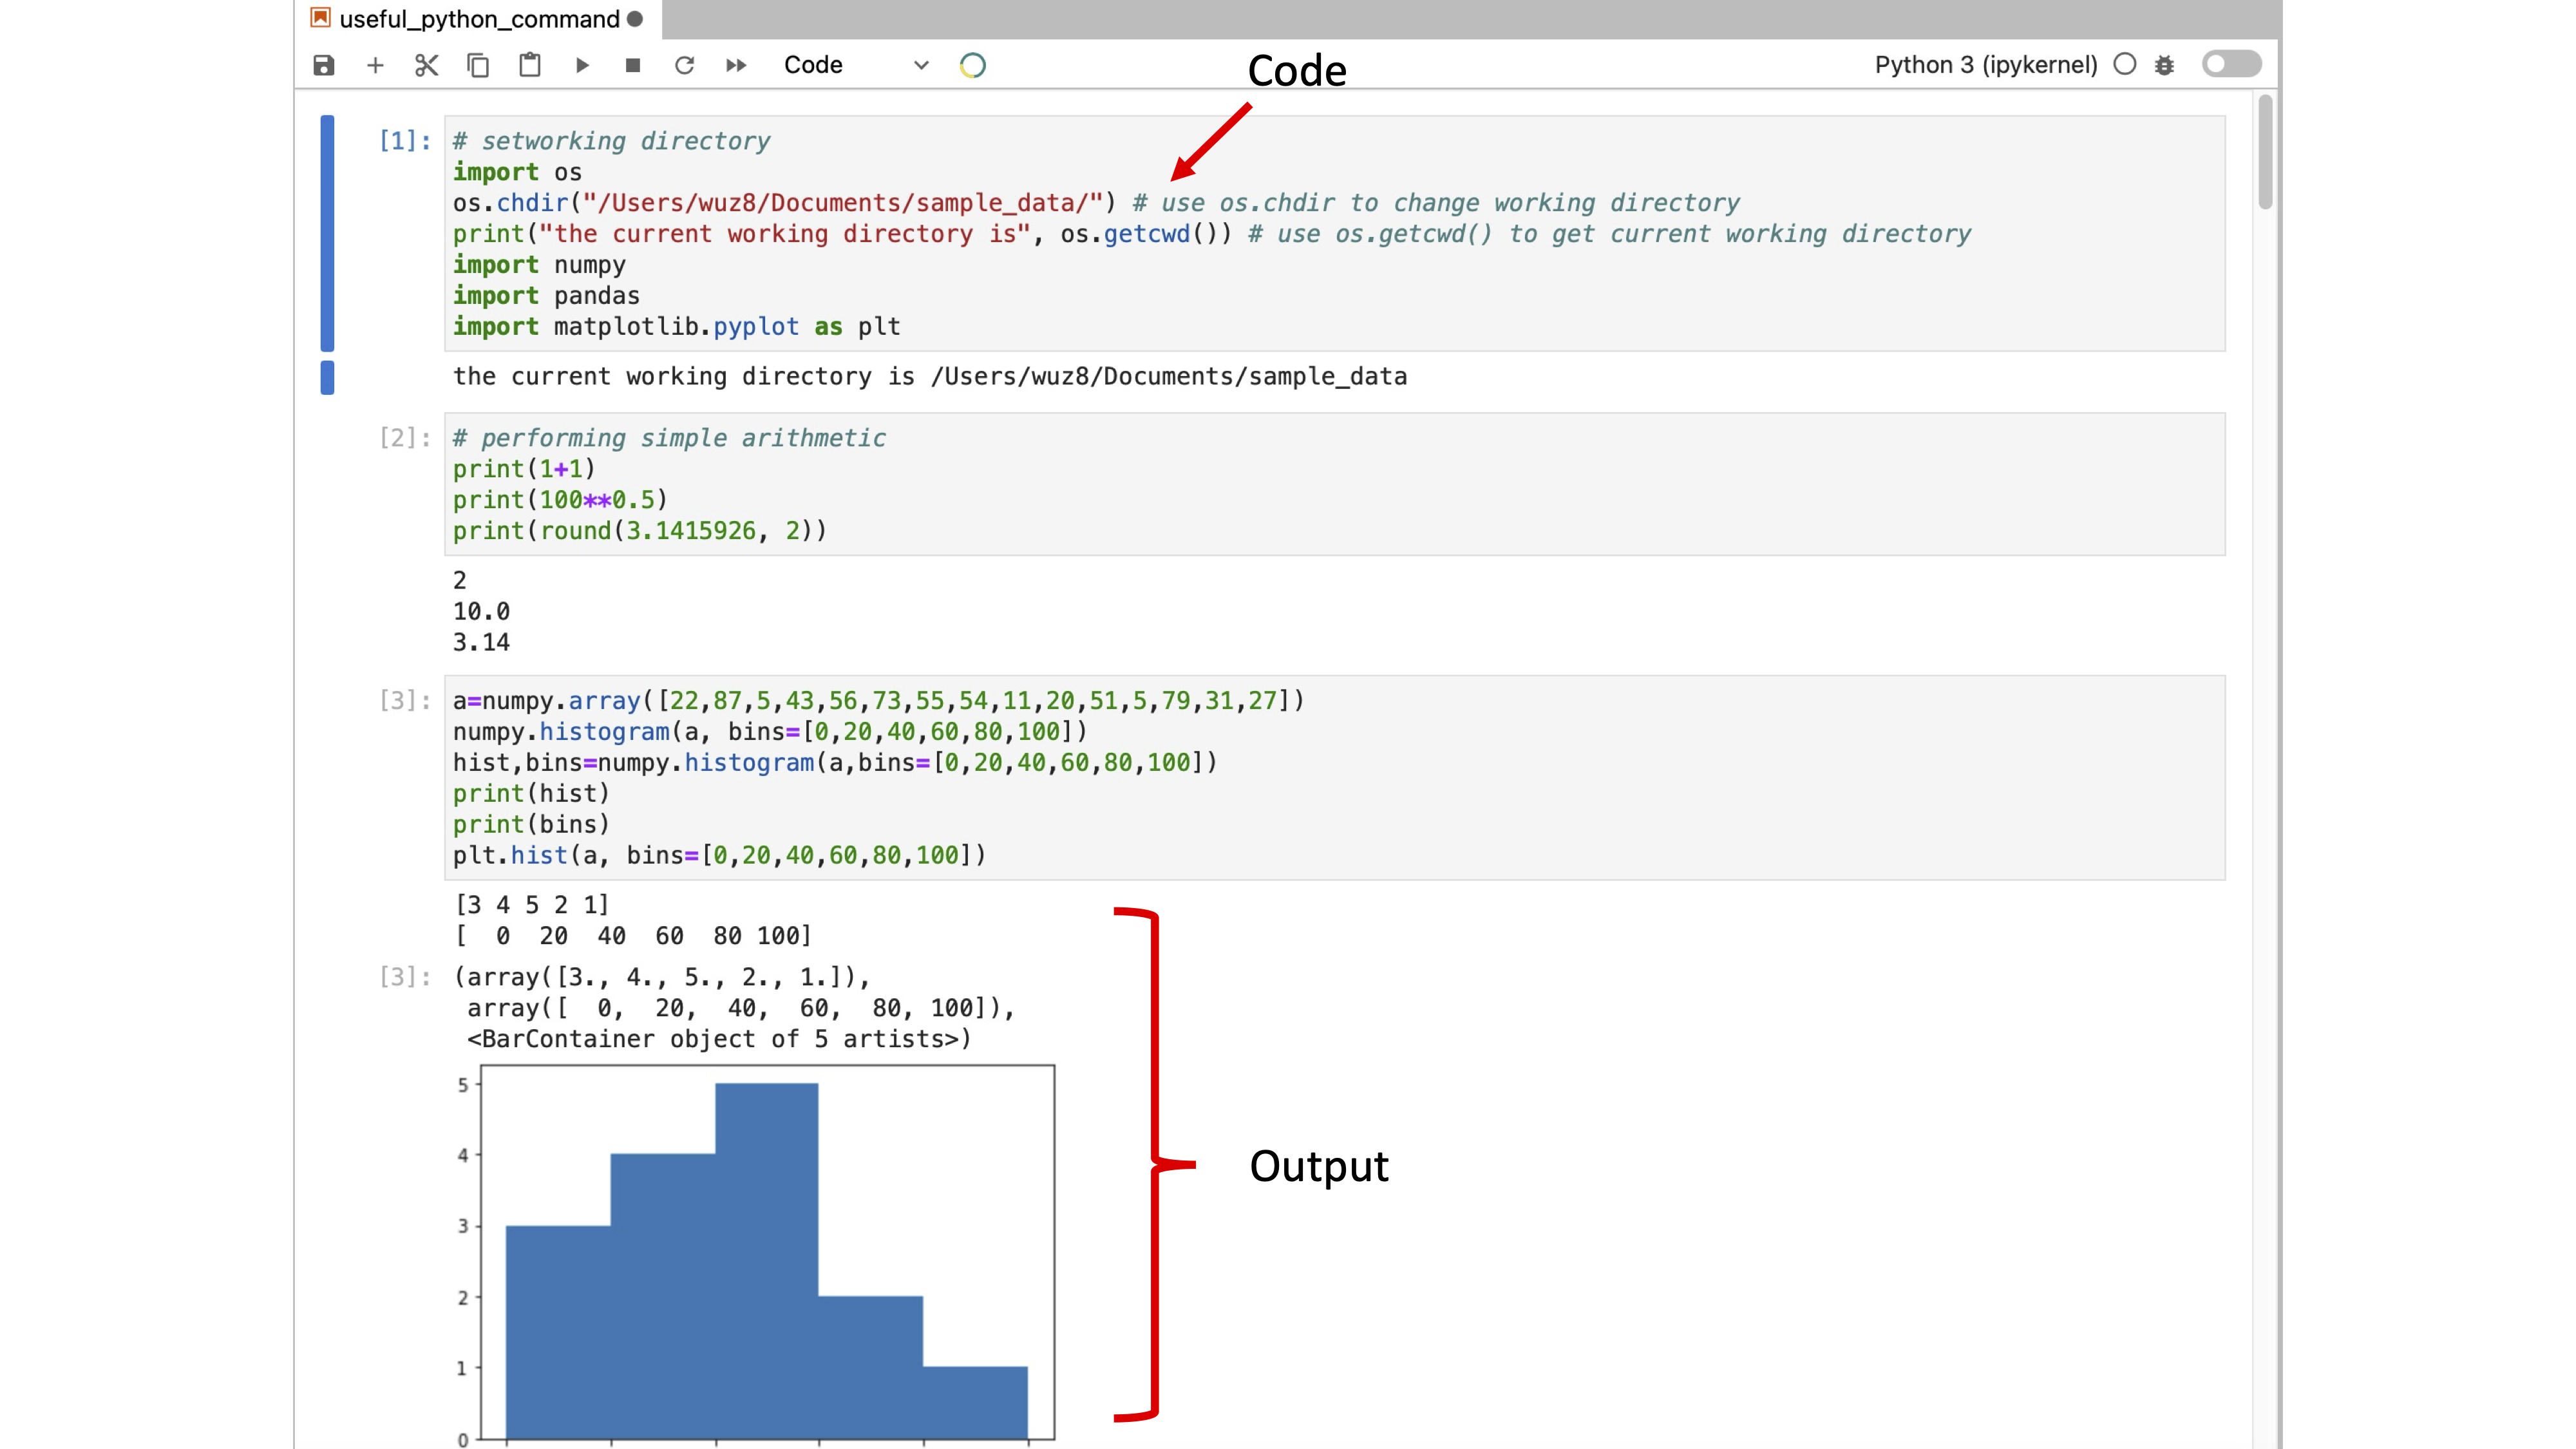 useful_python_command
Code
Python 3 (ipykernel)
Code
[1]: # setworking directory
import os
os.chdir("/Users/wuz8/Documents/sample_data/") # use os.chdir to change working directory
print("the current working directory is", os.getcwd()) # use os.getcwd() to get current working directory
import numpy
import pandas
import matplotlib.pyplot as plt
the current working directory is /Users/wuz8/Documents/sample_data
[2]: # performing simple arithmetic
print(1+1)
print(100**0.5)
print(round(3.1415926, 2))
2
10.0
3.14
[3]: a=numpy.array([22,87,5,43,56,73,55,54,11,20,51,5,79,31,27])
numpy.histogram(a, bins=[0,20,40,60,80,100])
hist,bins=numpy.histogram(a,bins=[0,20,40,60,80,100])
print(hist)
print(bins)
plt.hist(a, bins=[0,20,40,60,80,100])
[3 4 5 2 1]
[  0  20  40  60  80 100]
[3]: (array([3., 4., 5., 2., 1.]),
array([  0,  20,  40,  60,  80, 100]),
<BarContainer object of 5 artists>)
5
4
3
2
1
0
Output